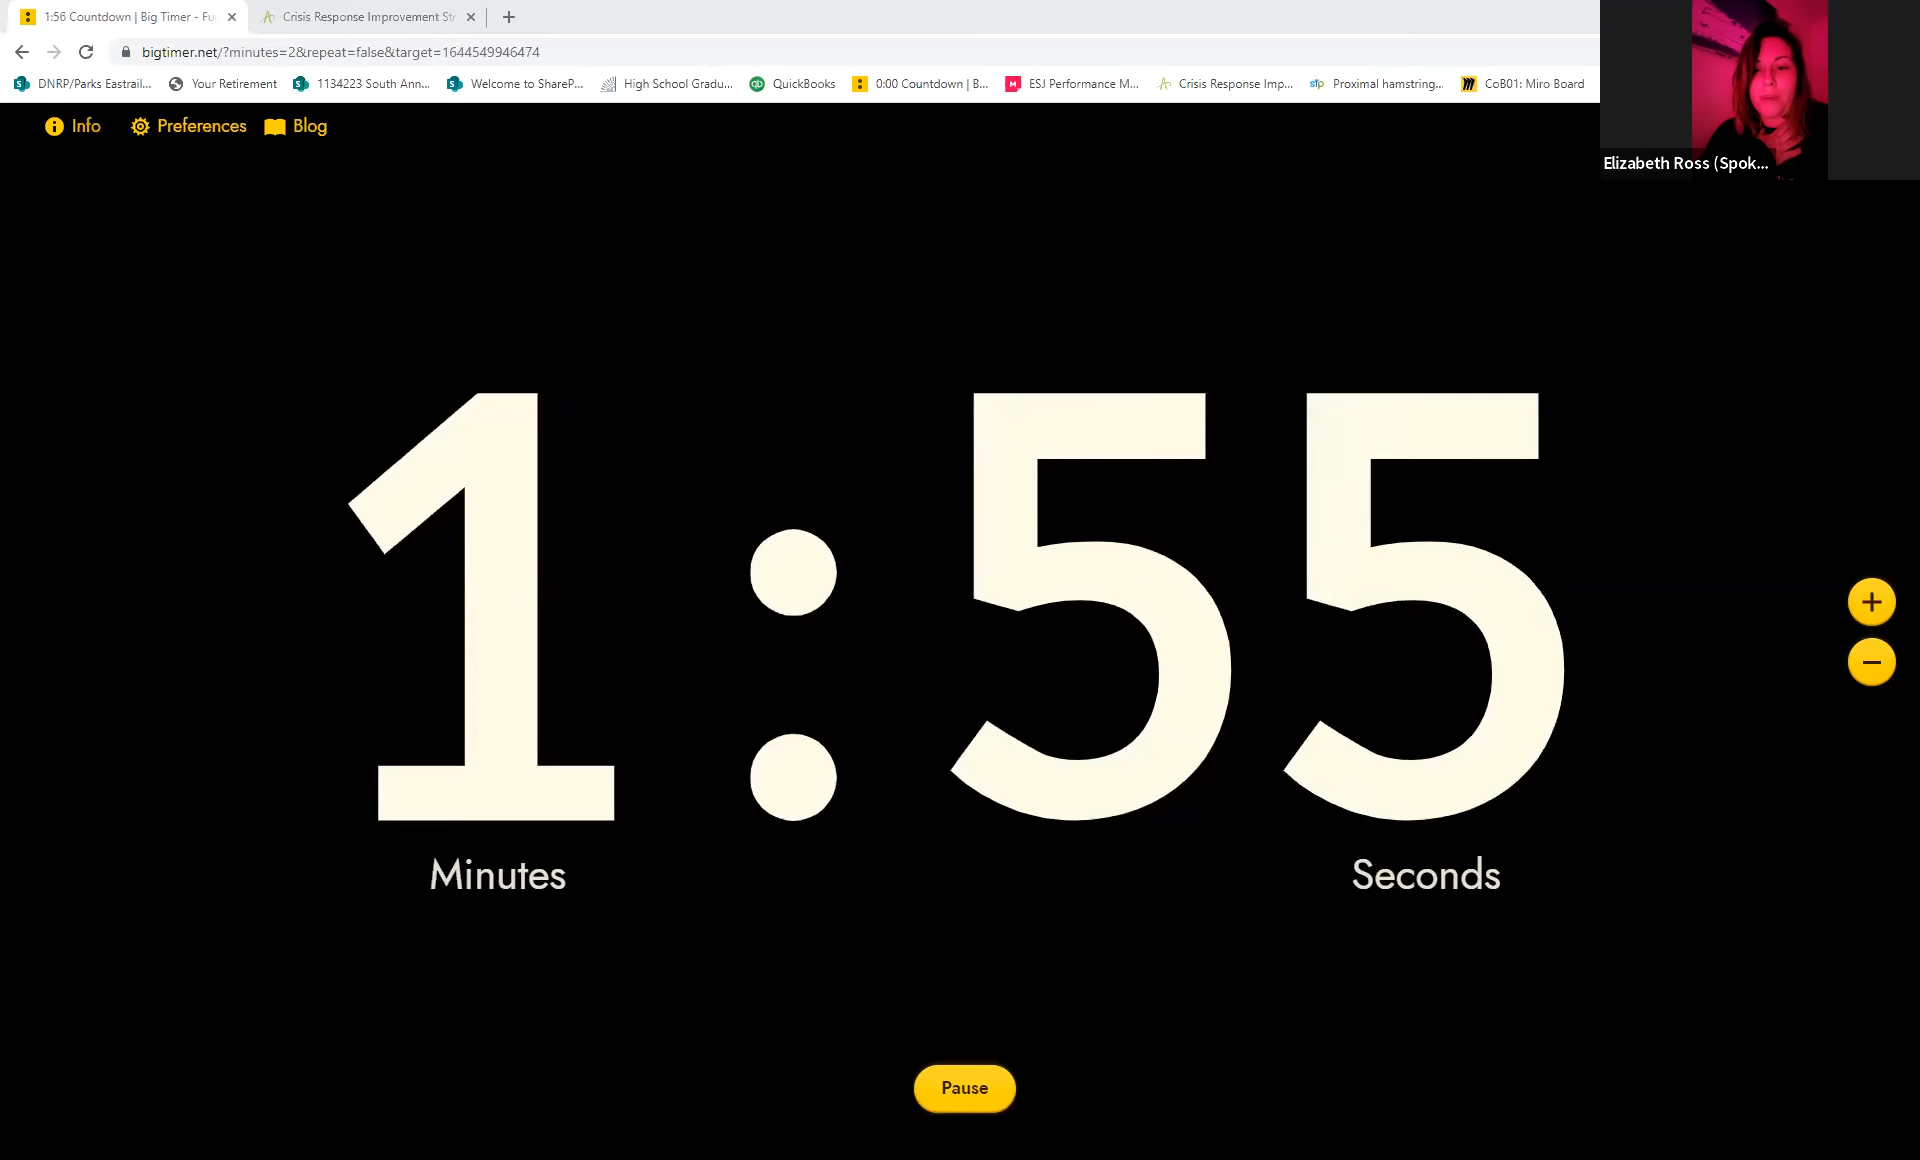 1:56 Countdown | Big Timer - Fu
Crisis Response Improvement Str
bigtimer.net/?minutes=2&repeat=false&target=1644549946474
DNRP/Parks Eastrail...
Your Retirement
1134223 South Ann...
Welcome to ShareP...
High School Gradu...
QuickBooks
0:00 Countdown | B...
ESJ Performance M...
Crisis Response Imp...
Proximal hamstring...
CoB01: Miro Board
Info
Preferences
Blog
Elizabeth Ross (Spok...
1:55
Minutes
Seconds
Pause